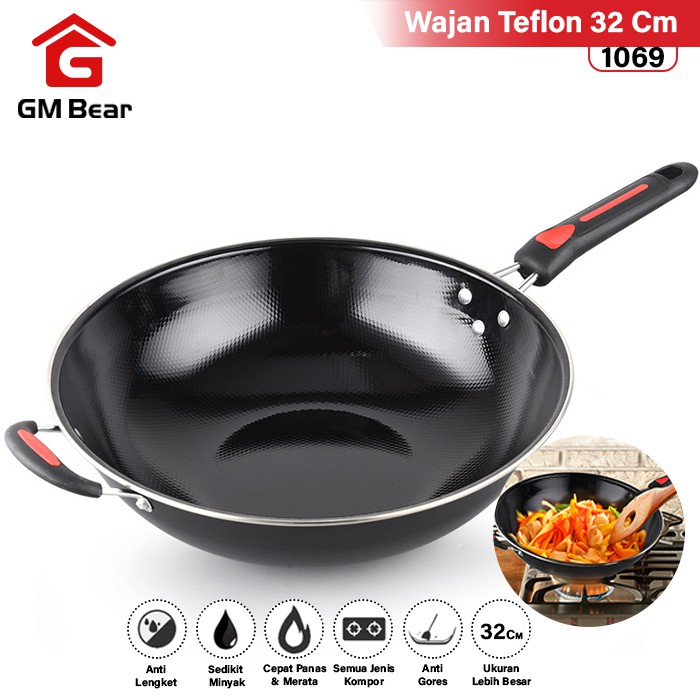 Wajan Teflon 32 Cm
1069
G
GM Bear
32CM
Anti
Lengket
Sedikit
Minyak
Cepat Panas
& Merata
Semua Jenis
Kompor
Anti
Gores
Ukuran
Lebih Besar